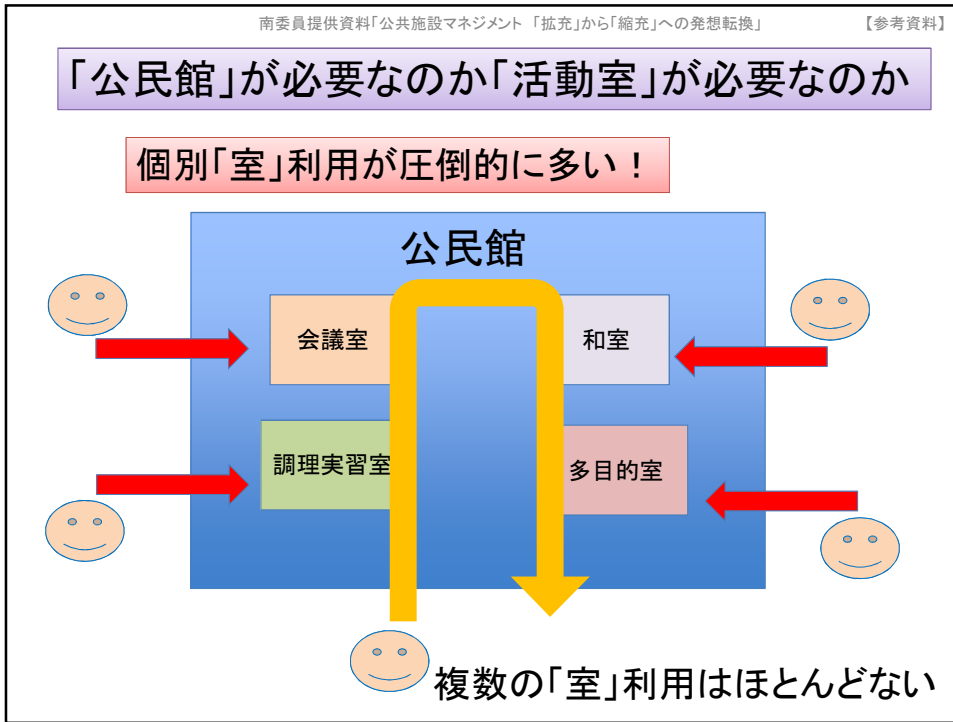 南委員提供資料「公共施設マネジメント 「拡充」から「縮充」への発想転換」 【参考資料】
「公民館」が必要なのか「活動室」が必要なのか
個別「室」利用が圧倒的に多い！
公民館
会議室
和室
調理実習室
多目的室
複数の「室」利用はほとんどない